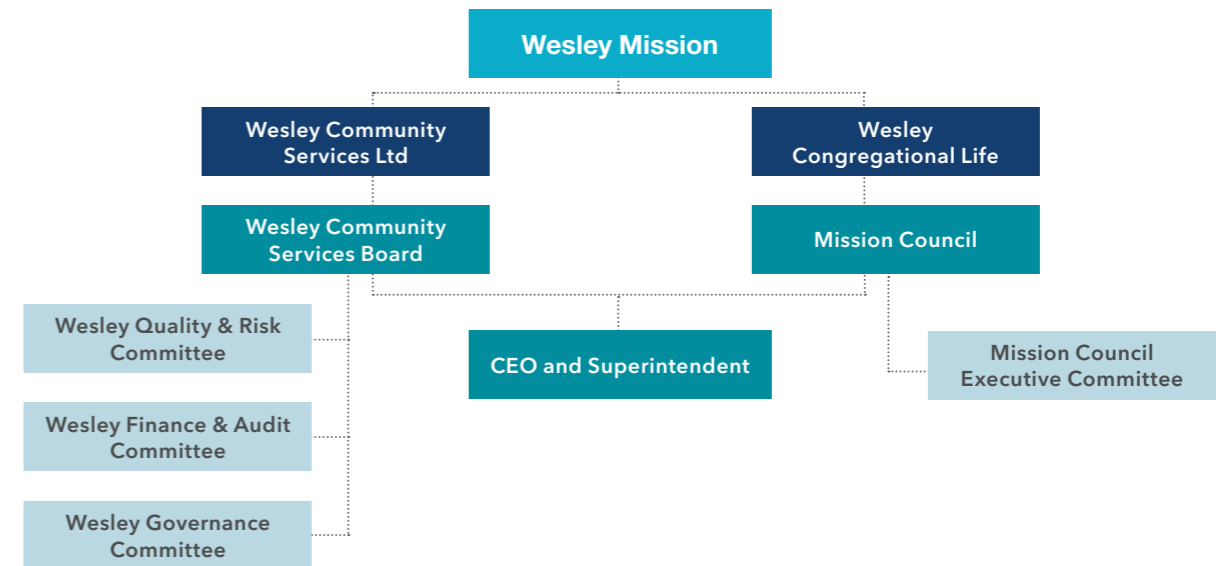 Wesley Mission
Wesley Community
Services Ltd
Wesley
Congregational Life
Wesley Community
Services Board
Mission Council
Wesley Quality & Risk
Committee
CEO and Superintendent
Mission Council
Executive Committee
Wesley Finance & Audit
Committee
Wesley Governance
Committee